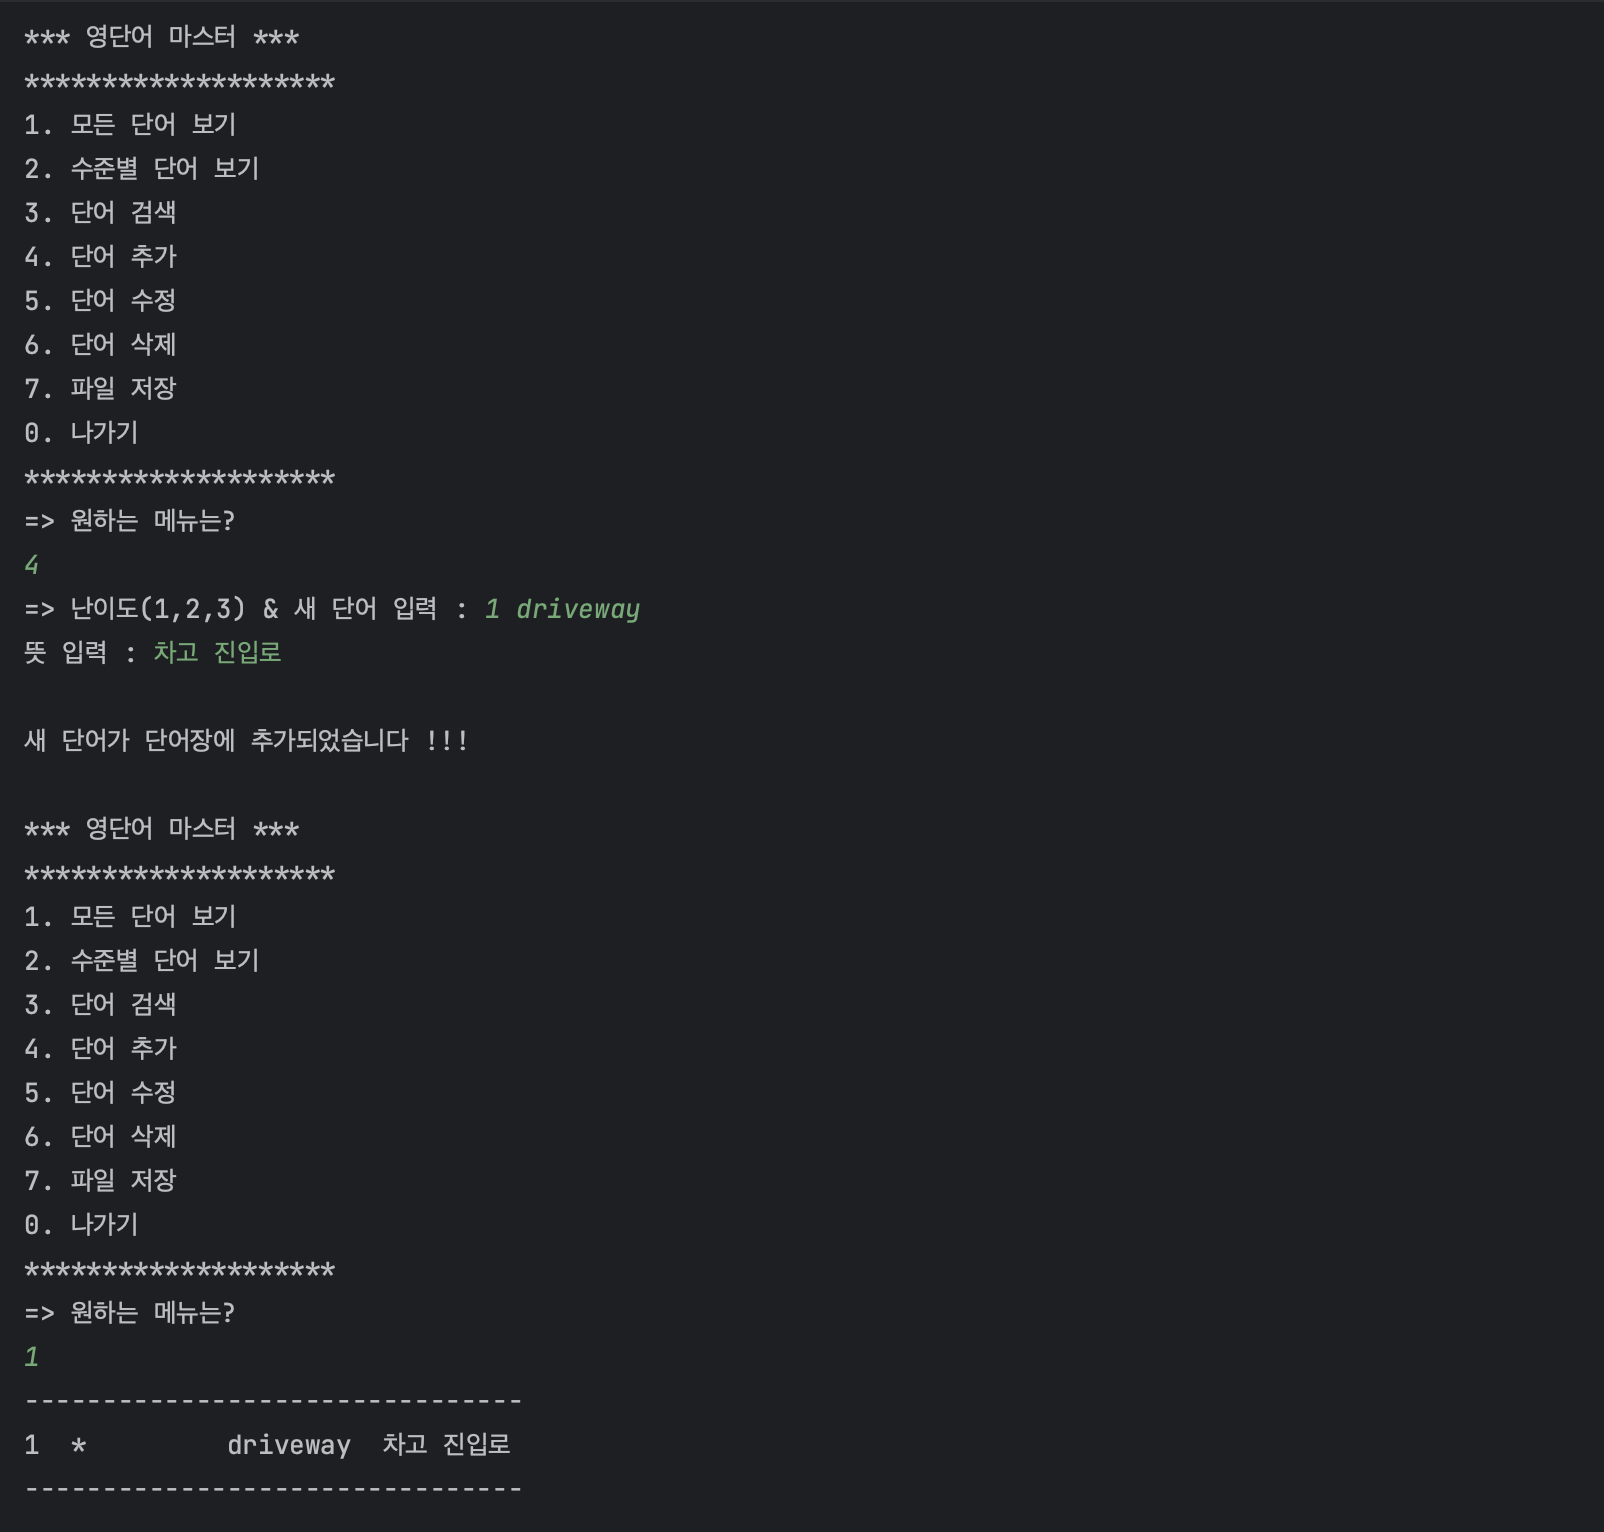 *** 영단어 마스터 ***
********************
1. 모든 단어 보기
2. 수준별 단어 보기
3. 단어 검색
4. 단어 추가
5. 단어 수정
6. 단어 삭제
7. 파일 저장
0. 나가기
********************
=> 원하는 메뉴는?
4
=> 난이도(1,2,3) & 새 단어 입력 : 1 driveway
뜻 입력 : 차고 진입로
새 단어가 단어장에 추가되었습니다 !!!
*** 영단어 마스터 ***
********************
1. 모든 단어 보기
2. 수준별 단어 보기
3. 단어 검색
4. 단어 추가
5. 단어 수정
6. 단어 삭제
7. 파일 저장
0. 나가기
********************
=> 원하는 메뉴는?
1
--------------------------------
1  *         driveway  차고 진입로
--------------------------------